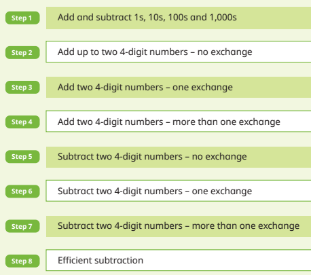 Step 1 Add and subtract 1s, 10s, 100s and 1,000s
Step 2 Add up to two 4-digit numbers – no exchange
Step 3 Add two 4-digit numbers – one exchange
Step 4 Add two 4-digit numbers – more than one exchange
Step 5 Subtract two 4-digit numbers – no exchange
Step 6 Subtract two 4-digit numbers – one exchange
Step 7 Subtract two 4-digit numbers – more than one exchange
Step 8 Efficient subtraction